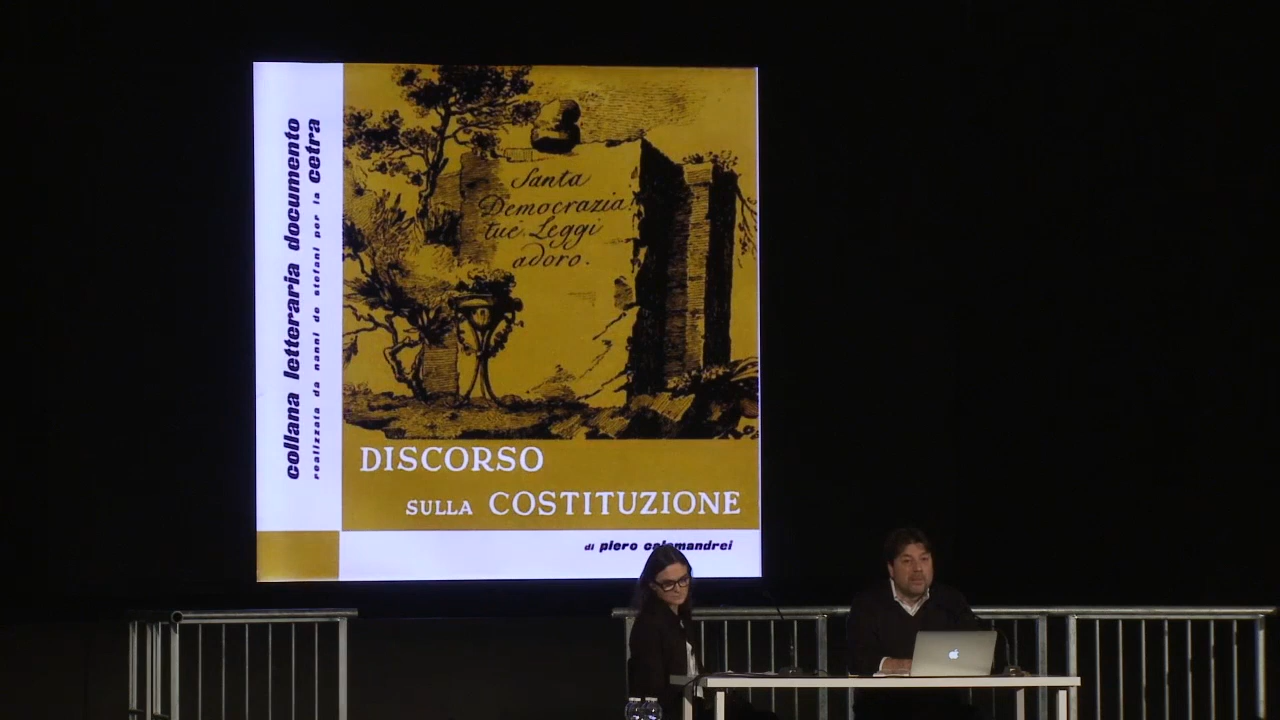 collana letteraria documento
realizzata da nanni de stefani per la cetra
Santa
Democrazia!
tue Leggi
adoro.
DISCORSO
SULLA COSTITUZIONE
di piero calamandrei